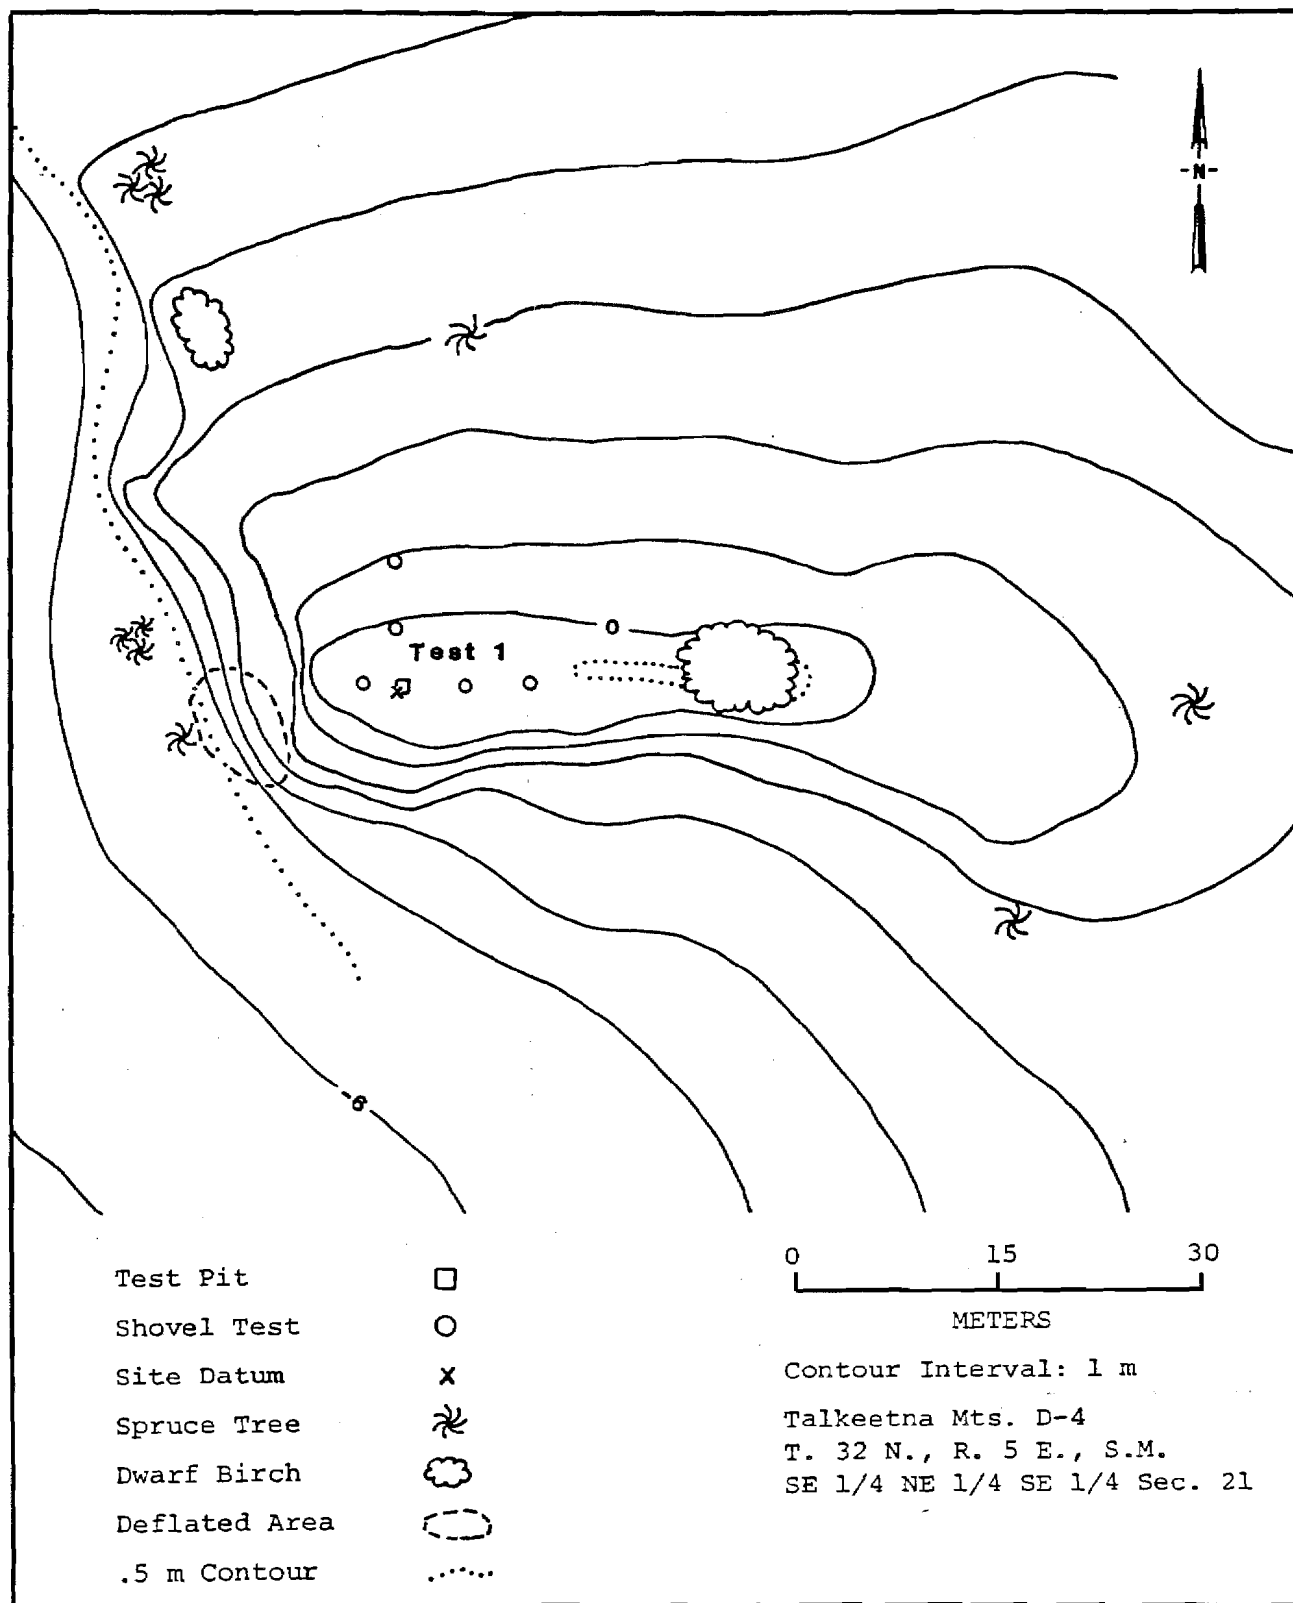 -N-
0
Test 1
-6
0 15 30
METERS
Test Pit
Shovel Test
Site Datum
Spruce Tree
Dwarf Birch
Deflated Area
.5 m Contour
Contour Interval: 1 m
Talkeetna Mts. D-4
T. 32 N., R. 5 E., S.M.
SE 1/4 NE 1/4 SE 1/4 Sec. 21